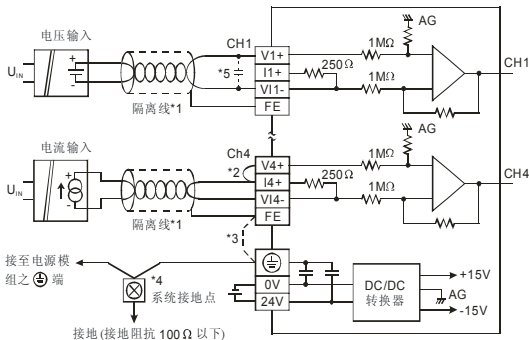 电压输入
CH1
V1+
1MΩ
AG
CH1
U_IN
+
-
*5
I1+
250Ω
VI1-
1MΩ
隔离线*1
FE
电流输入
Ch4
V4+
1MΩ
AG
CH4
U_IN
+
-
*2
I4+
250Ω
VI4-
1MΩ
隔离线*1
FE
*3
接至电源模
组之 ⏚ 端
*4
系统接地点
0V
24V
DC/DC
转换器
+15V
AG
-15V
接地(接地阻抗 100Ω 以下)